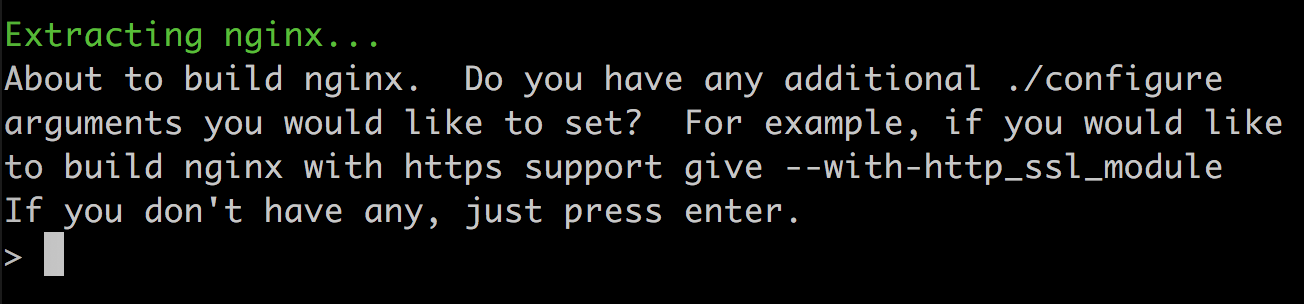 Extracting nginx...
About to build nginx.  Do you have any additional ./configure
arguments you would like to set?  For example, if you would like
to build nginx with https support give --with-http_ssl_module
If you don't have any, just press enter.
>